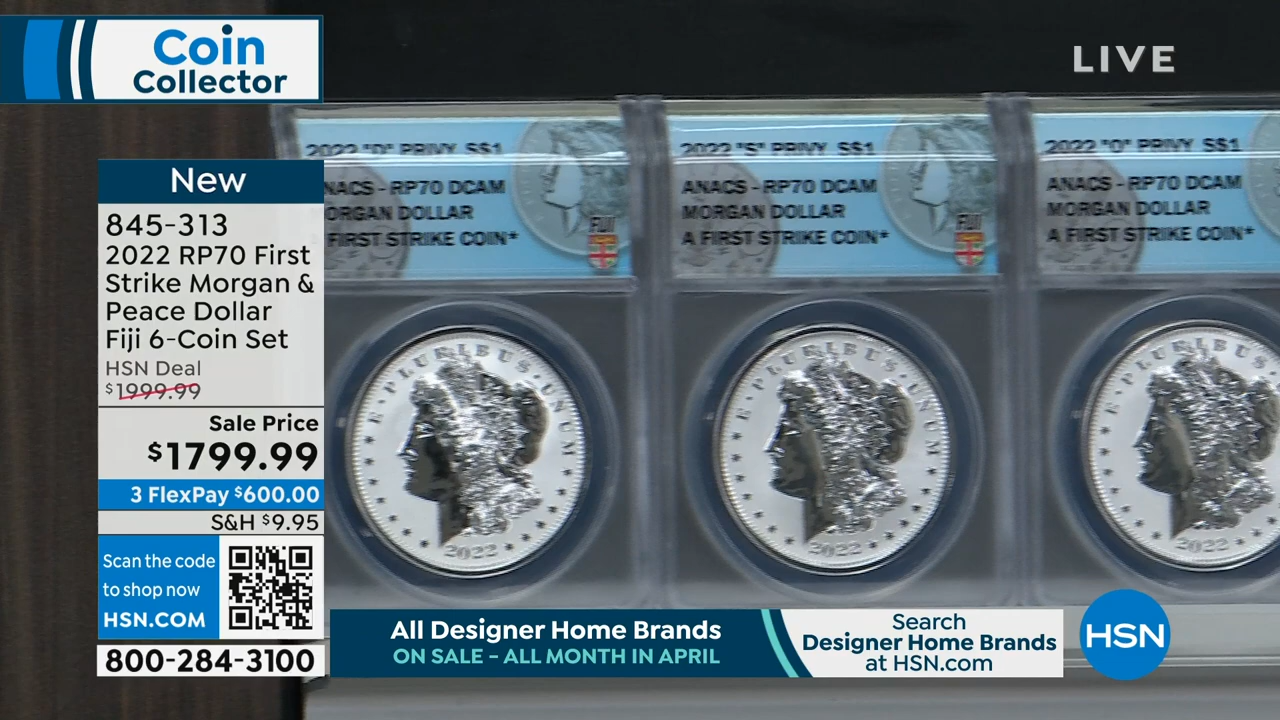 Coin
Collector
LIVE
New
845-313
2022 RP70 First
Strike Morgan &
Peace Dollar
Fiji 6-Coin Set
HSN Deal
$1999.99
Sale Price
$1799.99
3 FlexPay $600.00
S&H $9.95
Scan the code
to shop now
HSN.COM
800-284-3100
2022 "D" PRIVY S$1
NACS - RP70 DCAM
ORGAN DOLLAR
FIRST STRIKE COIN*
FIJI
E · PLURIBUS · UNUM
2022
2022 "S" PRIVY S$1
ANACS - RP70 DCAM
MORGAN DOLLAR
A FIRST STRIKE COIN*
FIJI
E · PLURIBUS · UNUM
2022
2022 "O" PRIVY S$1
ANACS - RP70 DCAM
MORGAN DOLLAR
A FIRST STRIKE COIN*
E · PLURIBUS
2022
All Designer Home Brands
ON SALE - ALL MONTH IN APRIL
Search
Designer Home Brands
at HSN.com
HSN